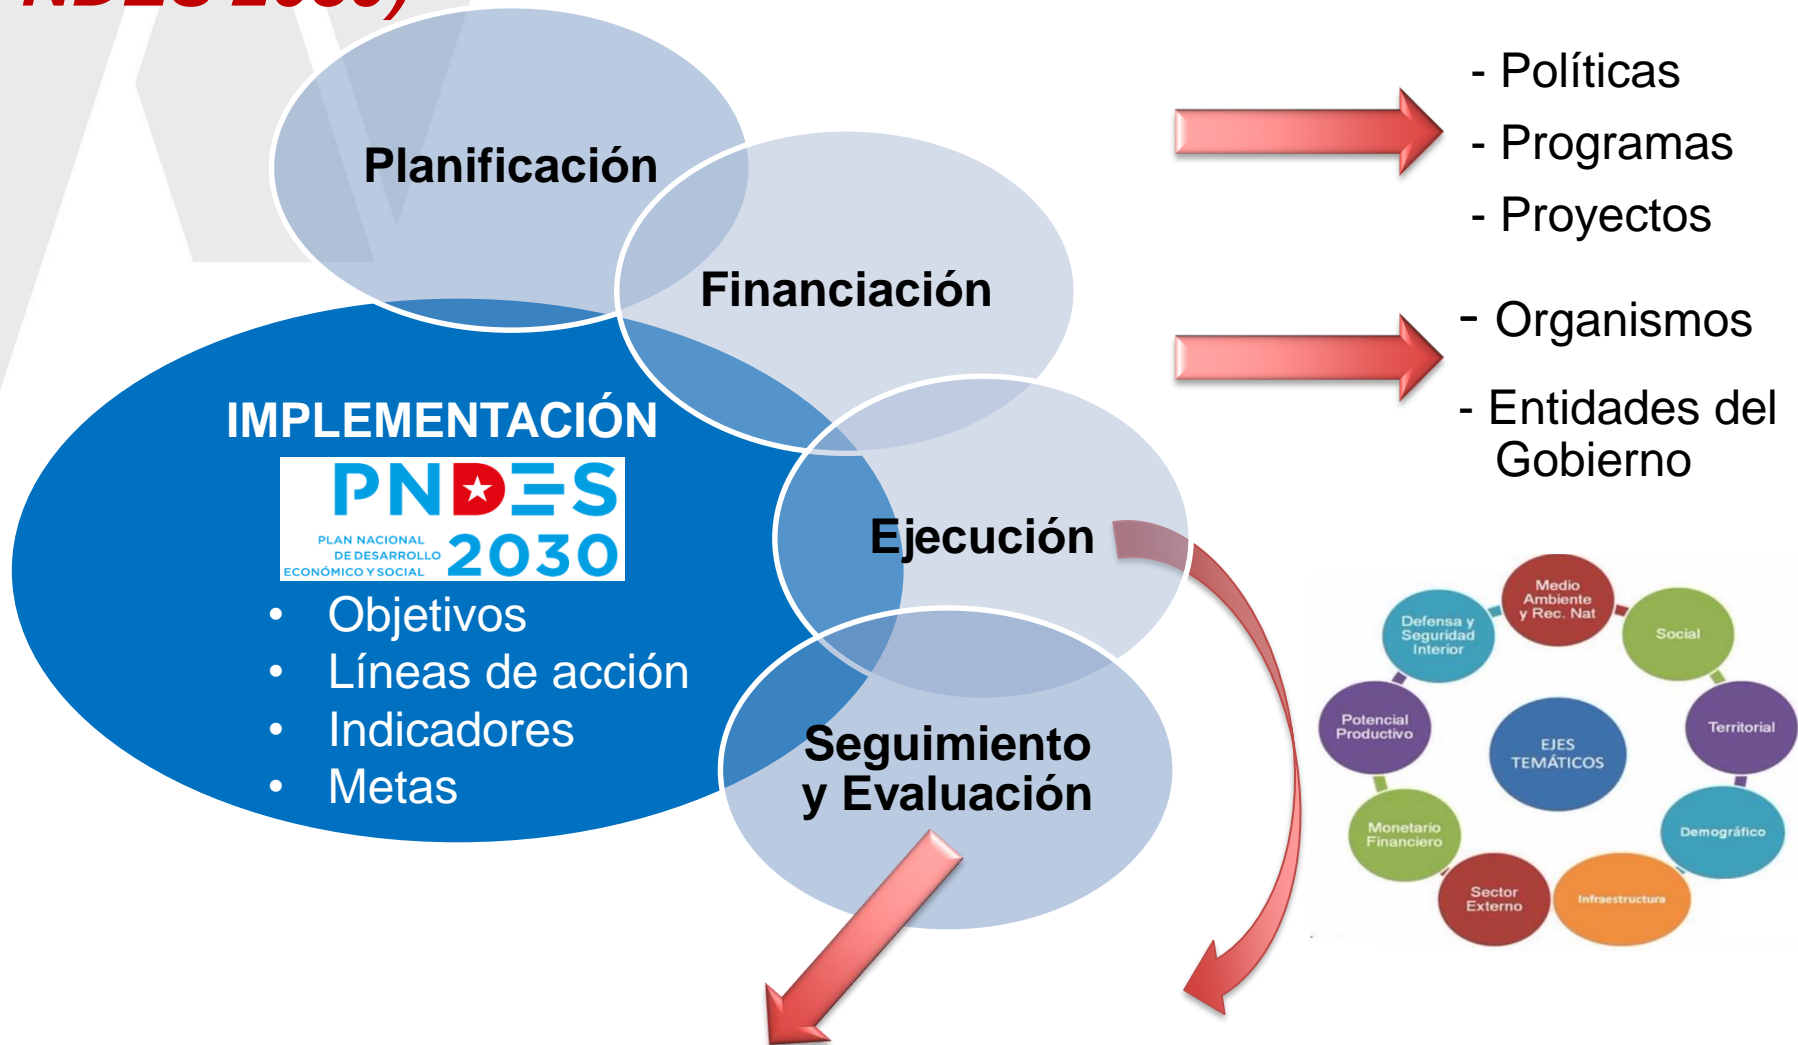 NDES 2030)
Planificación
Financiación
IMPLEMENTACIÓN
PNDES
PLAN NACIONAL
DE DESARROLLO
ECONÓMICO Y SOCIAL
2030
• Objetivos
• Líneas de acción
• Indicadores
• Metas
Ejecución
Seguimiento
y Evaluación
- Políticas
- Programas
- Proyectos
- Organismos
- Entidades del
Gobierno
Medio
Ambiente
y Rec. Nat
Social
Territorial
Demográfico
Infraestructura
Sector
Externo
Monetario
Financiero
Potencial
Productivo
Defensa y
Seguridad
Interior
EJES
TEMÁTICOS